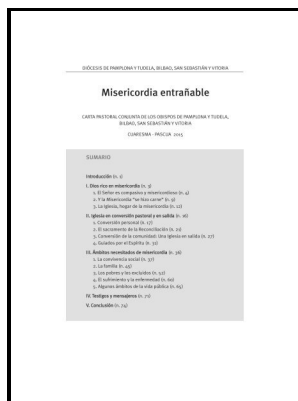 DIÓCESIS DE PAMPLONA Y TUDELA, BILBAO, SAN SEBASTIÁN Y VITORIA
Misericordia entrañable
CARTA PASTORAL CONJUNTA DE LOS OBISPOS DE PAMPLONA Y TUDELA,
BILBAO, SAN SEBASTIÁN Y VITORIA
CUARESMA - PASCUA 2015
SUMARIO
Introducción (n. 1)
I. Dios rico en misericordia (n. 3)
1. El Señor es compasivo y misericordioso (n. 4)
2. Y la Misericordia "se hizo carne" (n. 9)
3. La Iglesia, hogar de la misericordia (n. 12)
II. Iglesia en conversión pastoral y en salida (n. 16)
1. Conversión personal (n. 17)
2. El sacramento de la Reconciliación (n. 21)
3. Conversión de la comunidad: Una Iglesia en salida (n. 27)
4. Guiados por el Espíritu (n. 32)
III. Ámbitos necesitados de misericordia (n. 36)
1. La convivencia social (n. 37)
2. La familia (n. 45)
3. Los pobres y los excluidos (n. 52)
4. El sufrimiento y la enfermedad (n. 60)
5. Algunos ámbitos de la vida pública (n. 65)
IV. Testigos y mensajeros (n. 71)
V. Conclusión (n. 74)